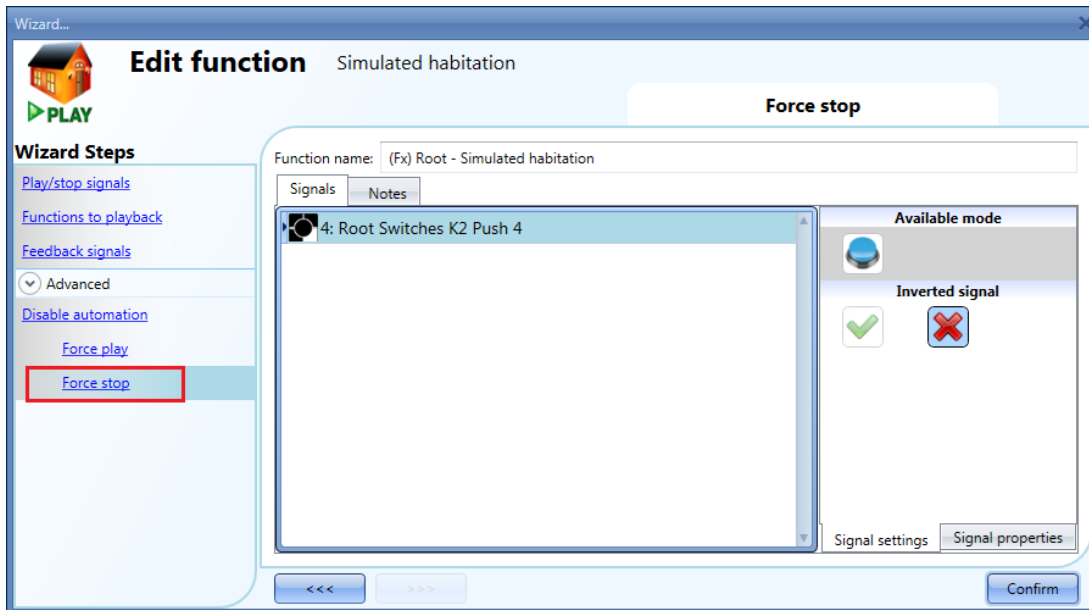 Wizard...
Edit function Simulated habitation
PLAY
Force stop
Wizard Steps
Play/stop signals
Functions to playback
Feedback signals
Advanced
Disable automation
Force play
Force stop
Function name: (Fx) Root - Simulated habitation
Signals Notes
4: Root Switches K2 Push 4
Available mode
Inverted signal
Signal settings Signal properties
<<< >>> Confirm